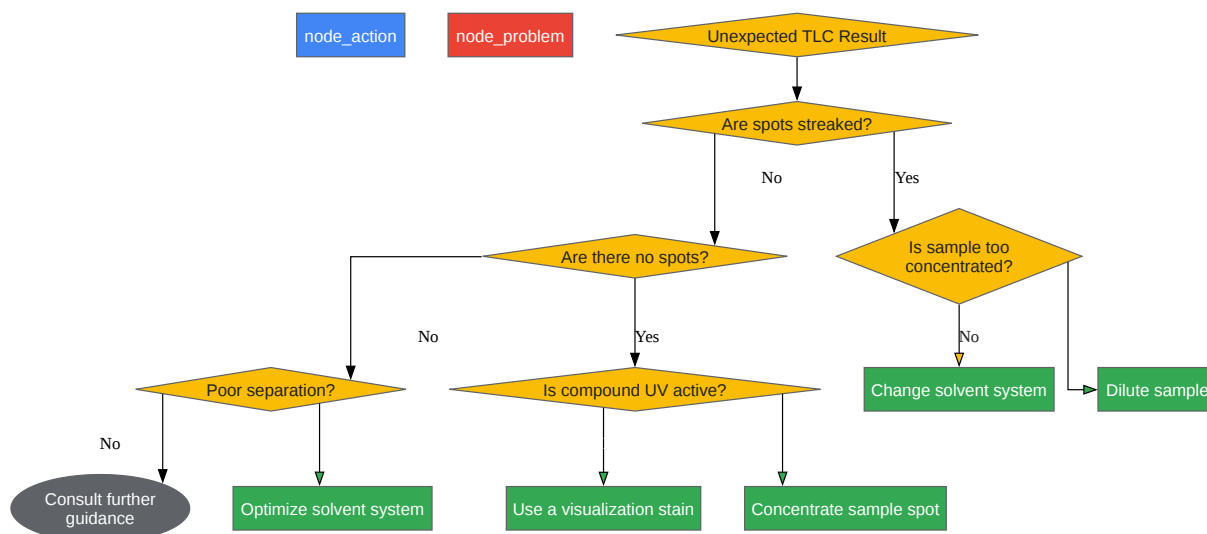 node_action
node_problem
Unexpected TLC Result
Are spots streaked?
No
Yes
Is sample too
concentrated?
Are there no spots?
No
Yes
No
Poor separation?
Is compound UV active?
Change solvent system
Dilute sample
No
Consult further
guidance
Optimize solvent system
Use a visualization stain
Concentrate sample spot